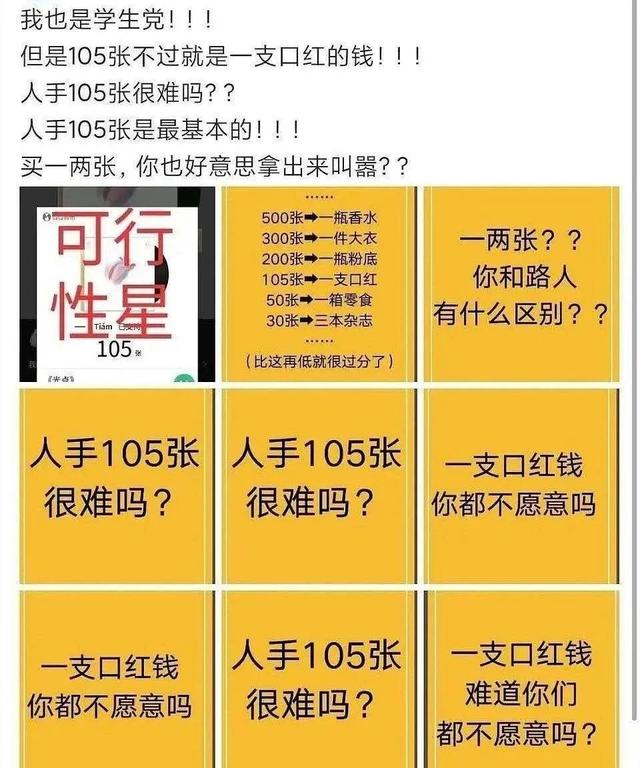 我也是学生党！！！
但是105张不过就是一支口红的钱！！！
人手105张很难吗？？
人手105张是最基本的！！！
买一两张，你也好意思拿出来叫嚣？？
可行
性星
Tiám 已支持
105 张
《光点》
······
500张➡一瓶香水
300张➡一件大衣
200张➡一瓶粉底
105张➡一支口红
50张➡一箱零食
30张➡三本杂志
······
（比这再低就很过分了）
一两张？？
你和路人
有什么区别？？
人手105张
很难吗？
人手105张
很难吗？
一支口红钱
你都不愿意吗
一支口红钱
你都不愿意吗
人手105张
很难吗？
一支口红钱
难道你们
都不愿意吗？